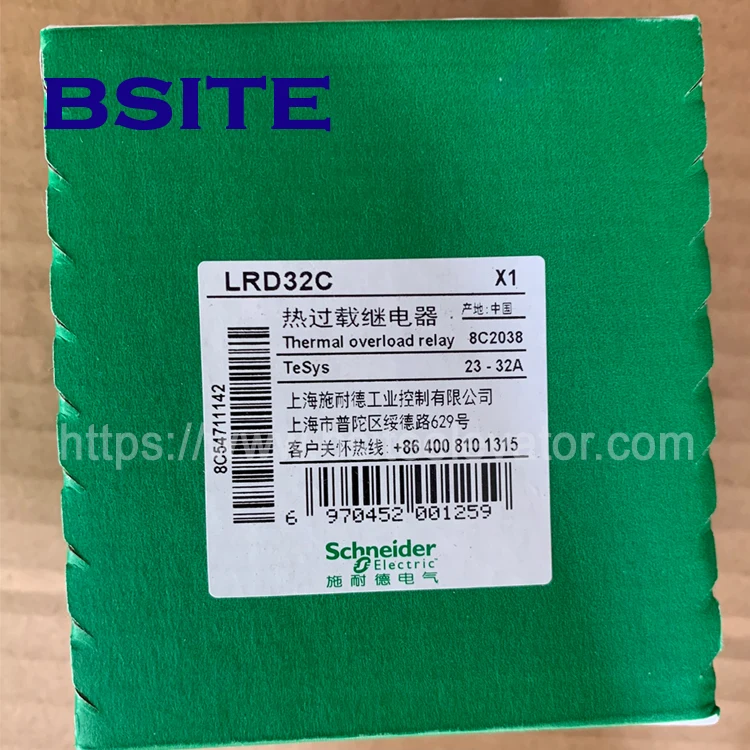 BSITE
LRD32C X1
热过载继电器 产地: 中国
Thermal overload relay 8C2038
TeSys 23 - 32A
上海施耐德工业控制有限公司
上海市普陀区绥德路629号
客户关怀热线: +86 400 810 1315
8C54711142
6 970452 001259
Schneider
Electric™
施耐德电气